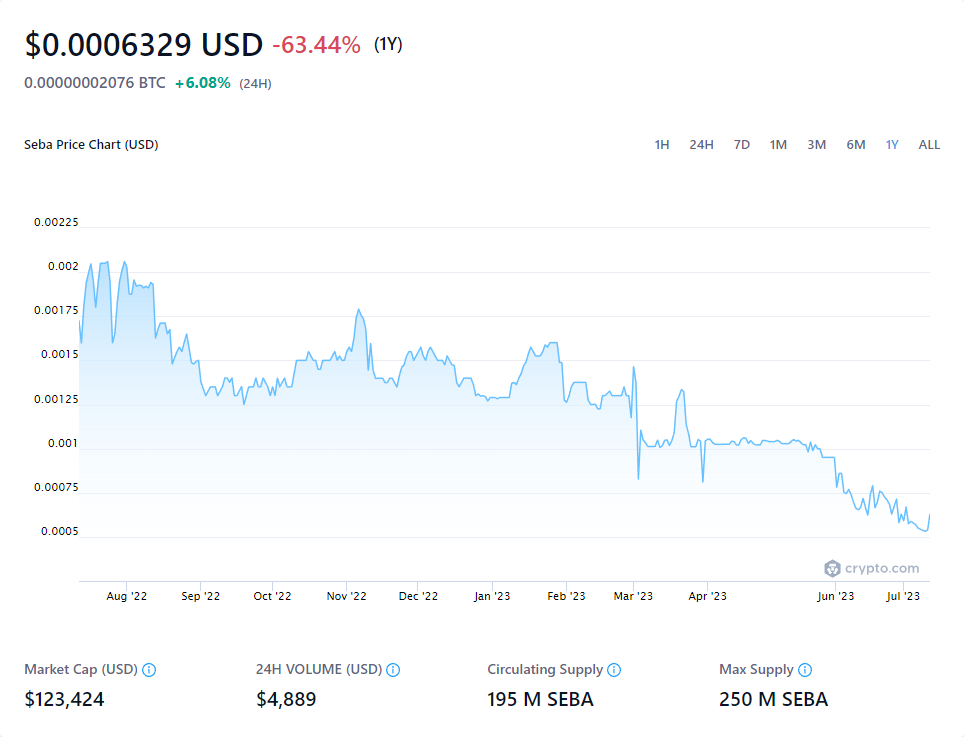 $0.0006329 USD -63.44% (1Y)
0.00000002076 BTC +6.08% (24H)
Seba Price Chart (USD) 1H 24H 7D 1M 3M 6M 1Y ALL
0.00225
0.002
0.00175
0.0015
0.00125
0.001
0.00075
0.0005
crypto.com
Aug '22 Sep '22 Oct '22 Nov '22 Dec '22 Jan '23 Feb '23 Mar '23 Apr '23 Jun '23 Jul '23
Market Cap (USD) 24H VOLUME (USD) Circulating Supply Max Supply
$123,424 $4,889 195 M SEBA 250 M SEBA